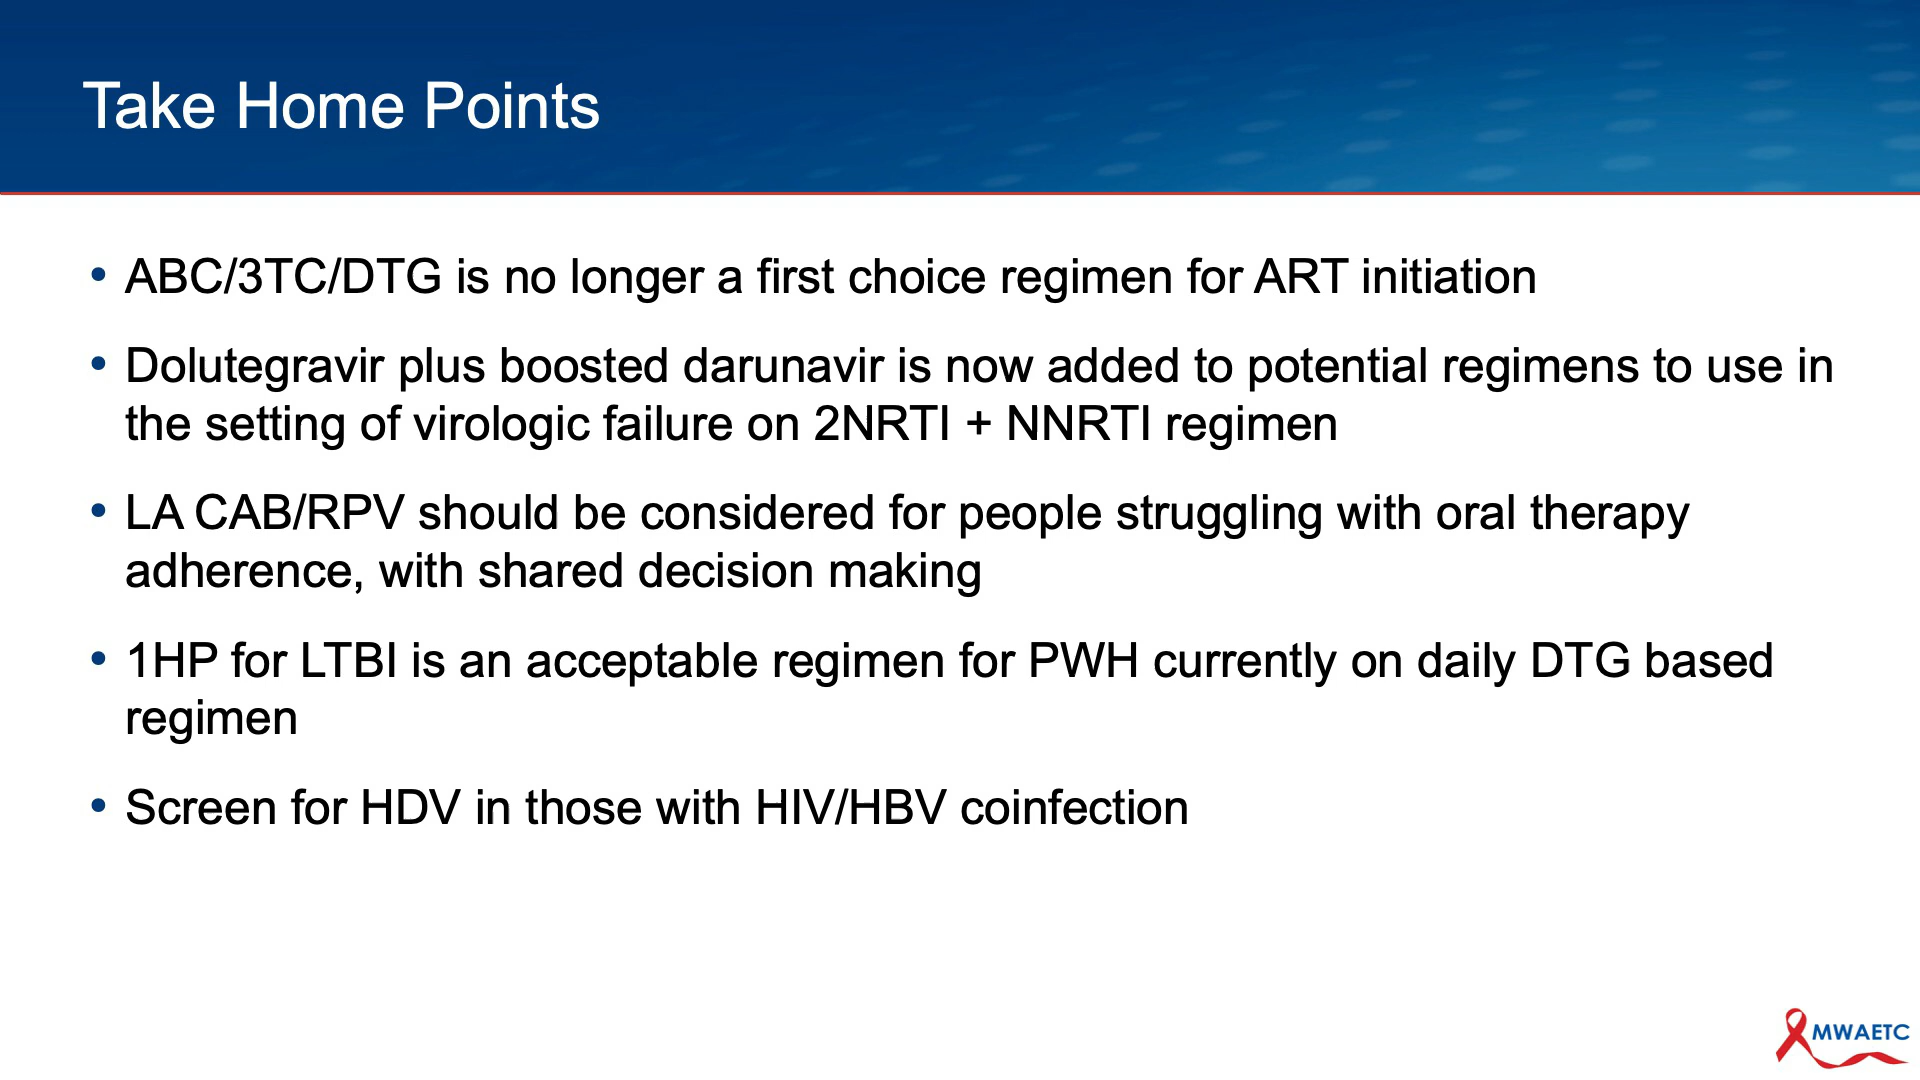 Take Home Points
• ABC/3TC/DTG is no longer a first choice regimen for ART initiation
• Dolutegravir plus boosted darunavir is now added to potential regimens to use in
the setting of virologic failure on 2NRTI + NNRTI regimen
• LA CAB/RPV should be considered for people struggling with oral therapy
adherence, with shared decision making
• 1HP for LTBI is an acceptable regimen for PWH currently on daily DTG based
regimen
• Screen for HDV in those with HIV/HBV coinfection
MWAETC